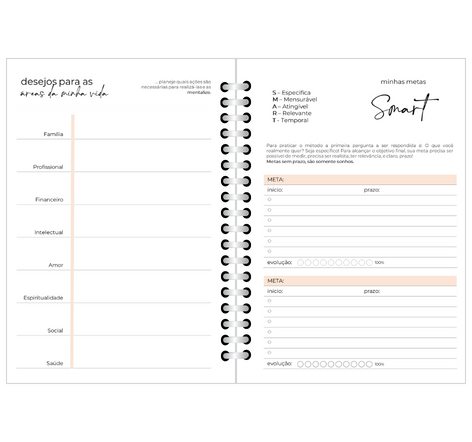 desejos para as
áreas da minha vida
... planeje quais ações são
necessárias para realizá-las e as
mentalize.
Família
Profissional
Financeiro
Intelectual
Amor
Espiritualidade
Social
Saúde
minhas metas
Smart
S – Específica
M – Mensurável
A – Atingível
R – Relevante
T - Temporal
Para praticar o método a primeira pergunta a ser respondida é: O que você
realmente quer? Seja específico! Para alcançar o objetivo final, sua meta precisa ser
possível de medir, precisa ser realista, ter relevância, e claro, prazo!
Metas sem prazo, são somente sonhos.
META:
início: prazo:
evolução: 100%
META:
início: prazo:
evolução: 100%